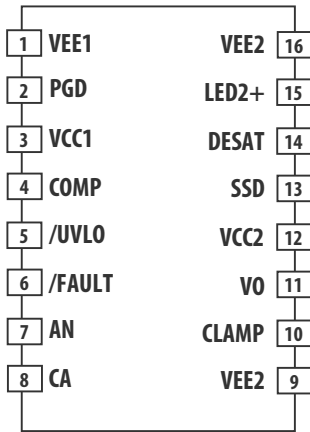 1 VEE1 VEE2 16
2 PGD LED2+ 15
3 VCC1 DESAT 14
4 COMP SSD 13
5 /UVLO VCC2 12
6 /FAULT VO 11
7 AN CLAMP 10
8 CA VEE2 9